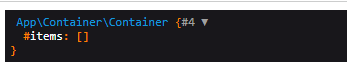 App\Container\Container {#4 ▼
#items: []
}